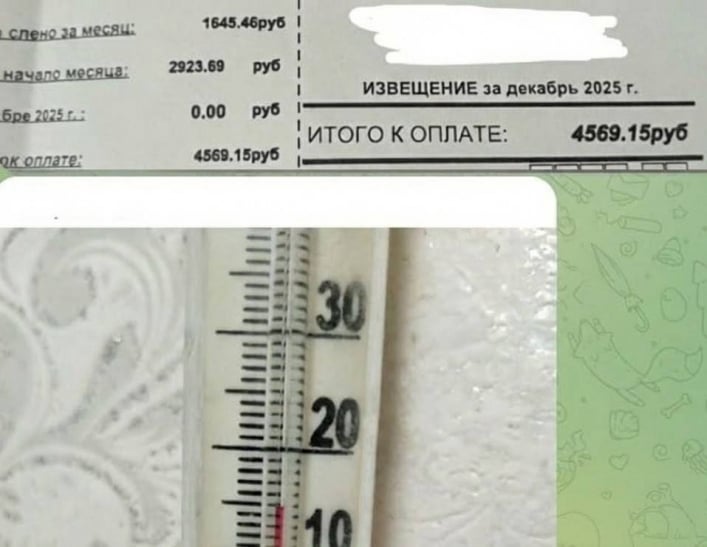 слено за месяц: 1645.46руб
начало месяца: 2923.69 руб
бре 2025 г.: 0.00 руб
ок оплате: 4569.15руб
ИЗВЕЩЕНИЕ за декабрь 2025 г.
ИТОГО К ОПЛАТЕ: 4569.15руб
30
20
10